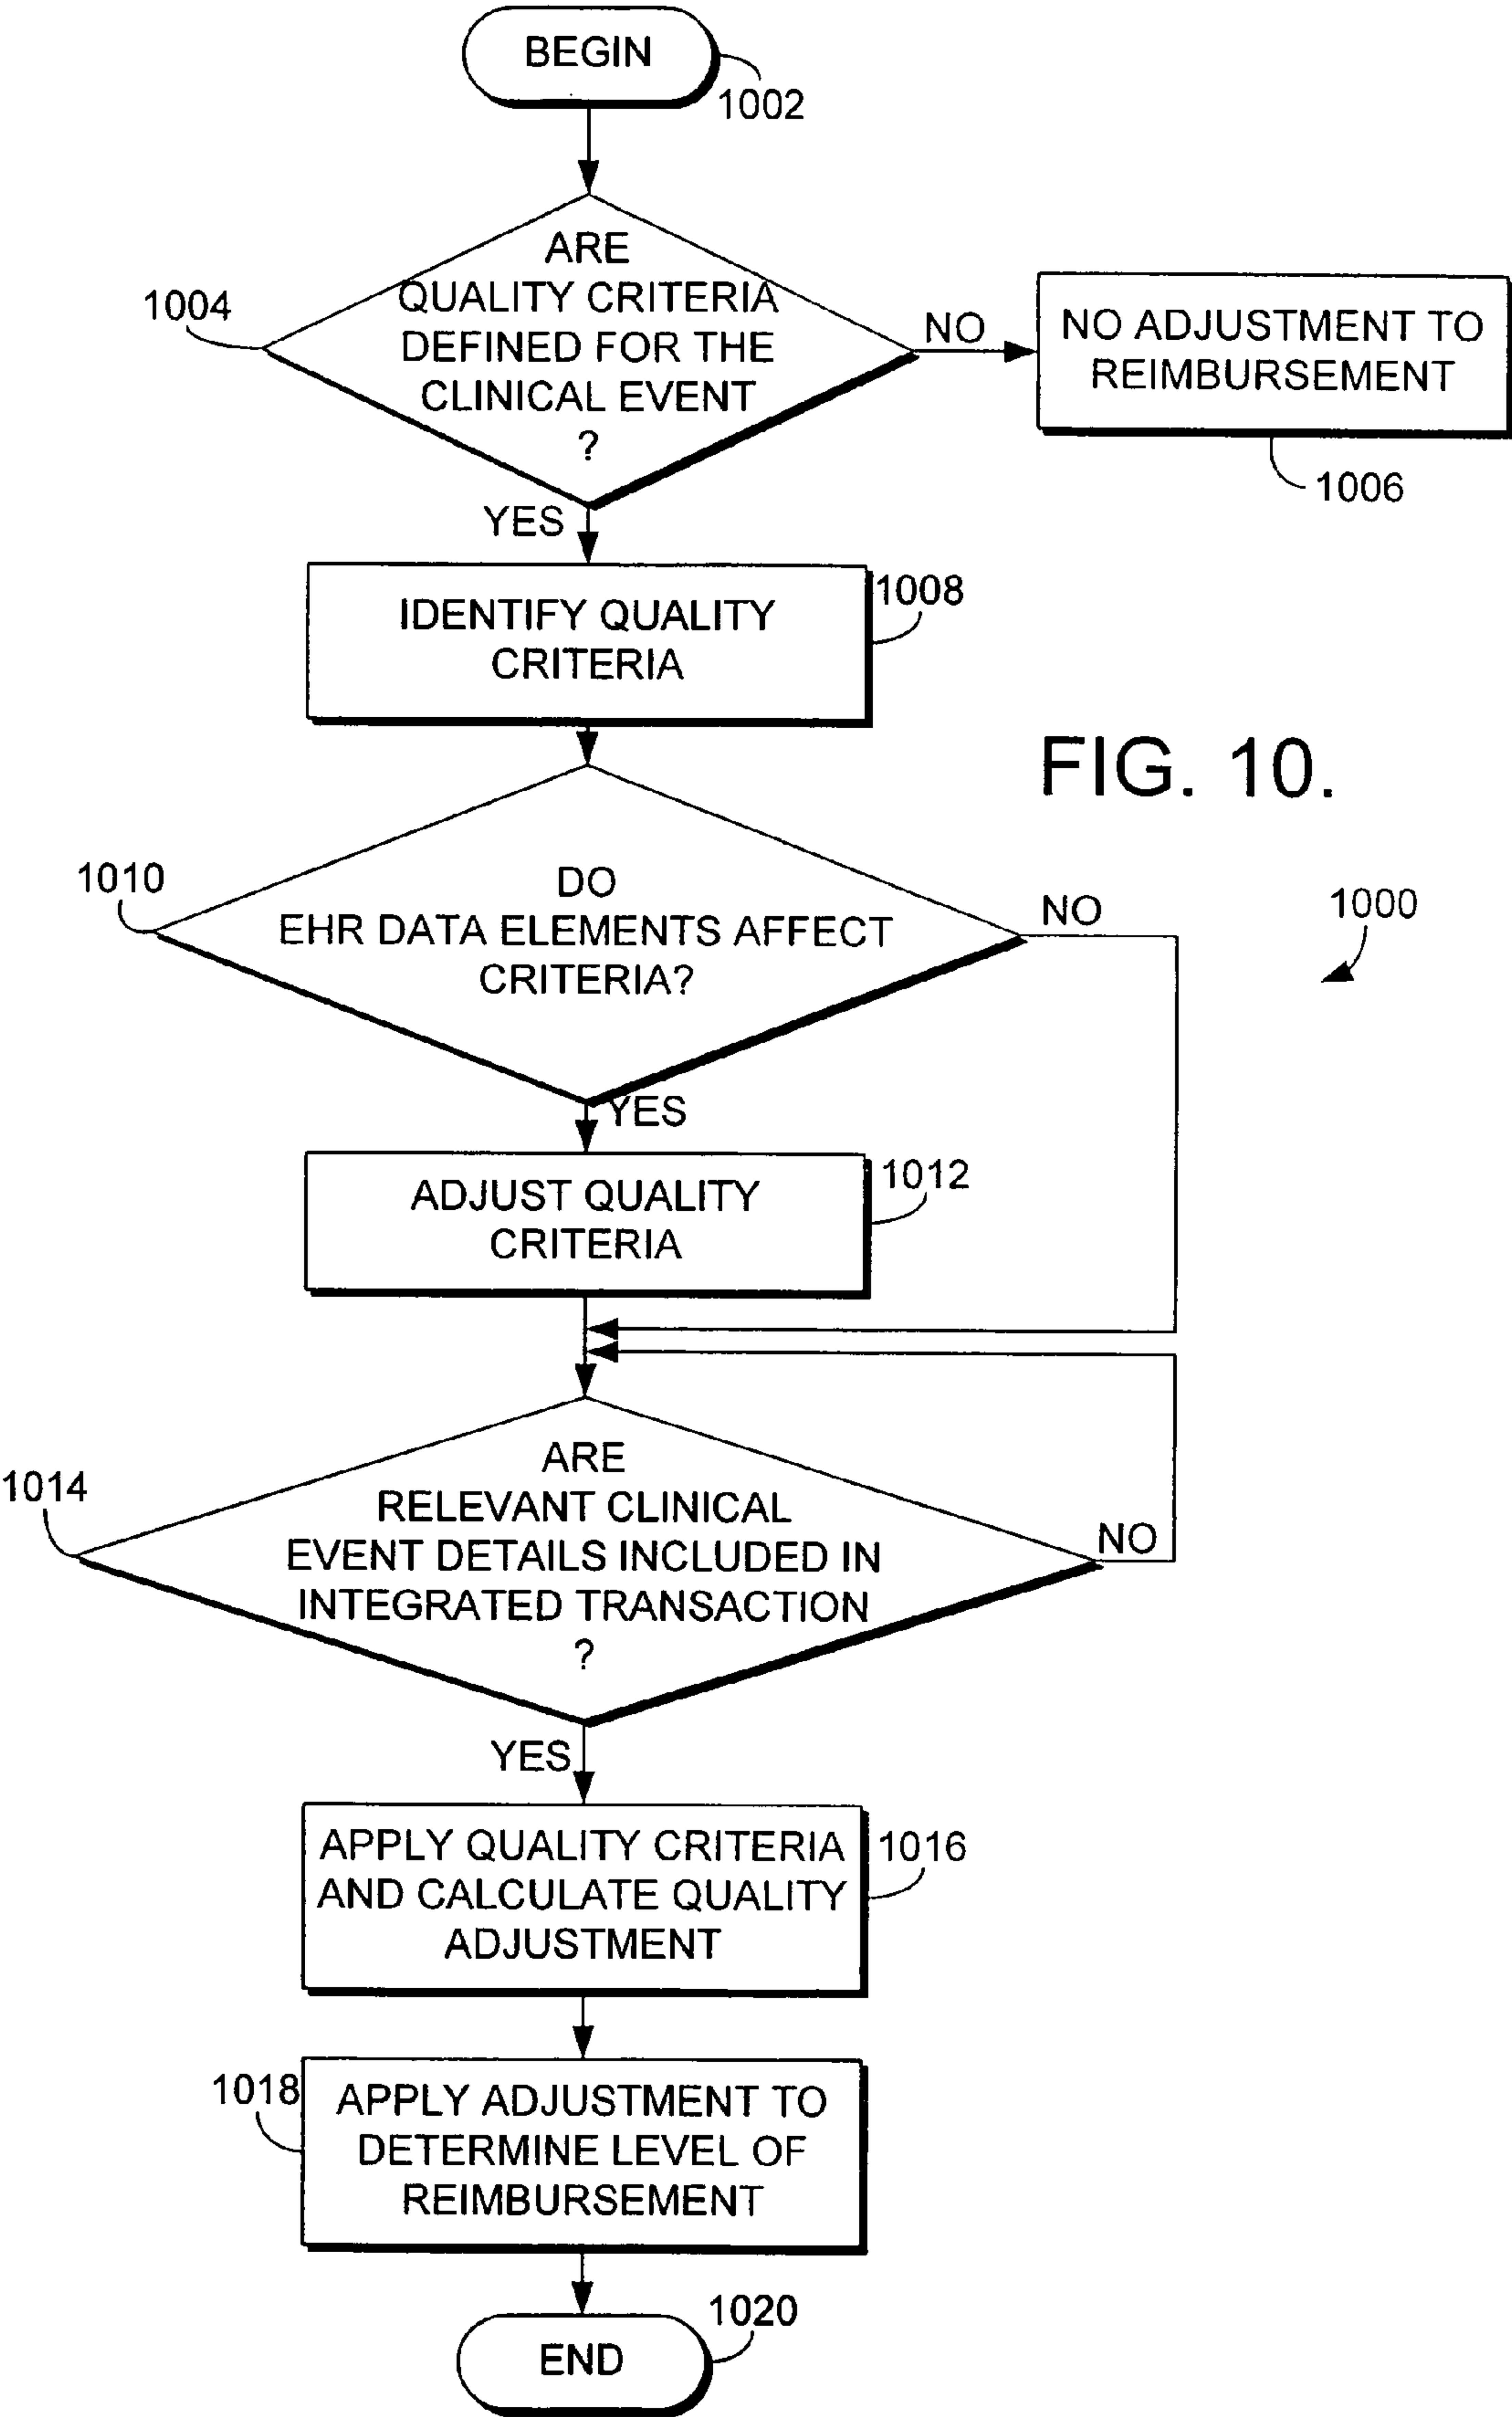 BEGIN
1002
ARE
QUALITY CRITERIA
DEFINED FOR THE
CLINICAL EVENT
?
1004
NO
NO ADJUSTMENT TO
REIMBURSEMENT
1006
YES
IDENTIFY QUALITY
CRITERIA
1008
FIG. 10.
1000
DO
EHR DATA ELEMENTS AFFECT
CRITERIA?
1010
NO
YES
ADJUST QUALITY
CRITERIA
1012
ARE
RELEVANT CLINICAL
EVENT DETAILS INCLUDED IN
INTEGRATED TRANSACTION
?
1014
NO
YES
APPLY QUALITY CRITERIA
AND CALCULATE QUALITY
ADJUSTMENT
1016
1018
APPLY ADJUSTMENT TO
DETERMINE LEVEL OF
REIMBURSEMENT
1020
END